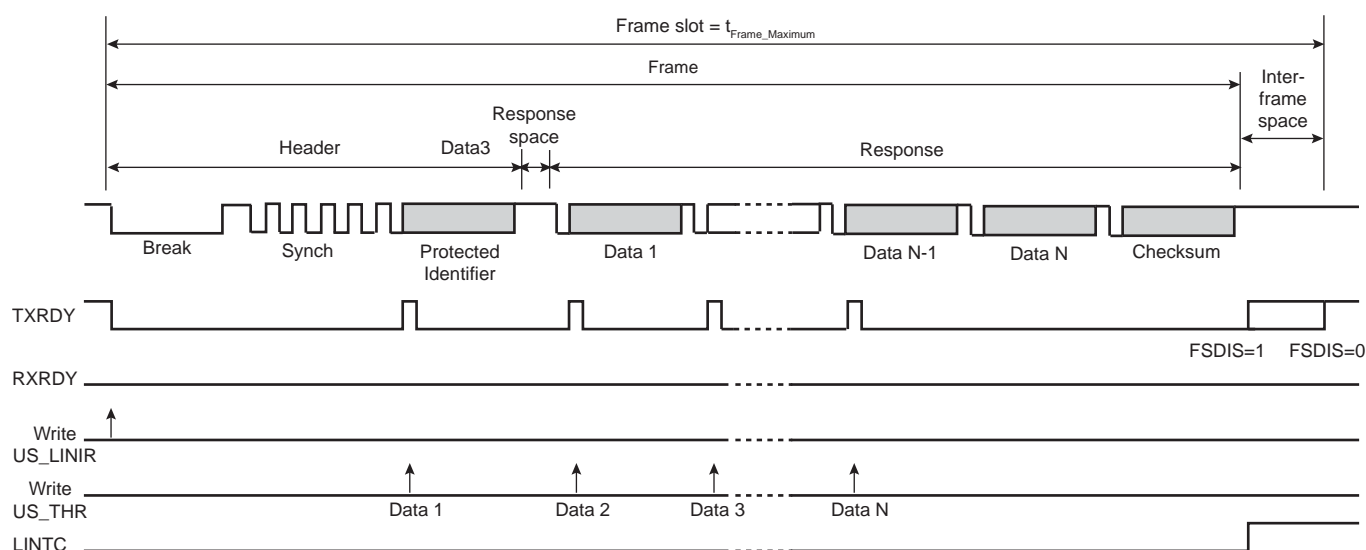 Frame slot = tFrame_Maximum
Frame
Inter-
frame
space
Response
space
Header
Data3
Response
Break
Synch
Protected
Identifier
Data 1
Data N-1
Data N
Checksum
TXRDY
FSDIS=1
FSDIS=0
RXRDY
Write
US_LINIR
Write
US_THR
Data 1
Data 2
Data 3
Data N
LINTC